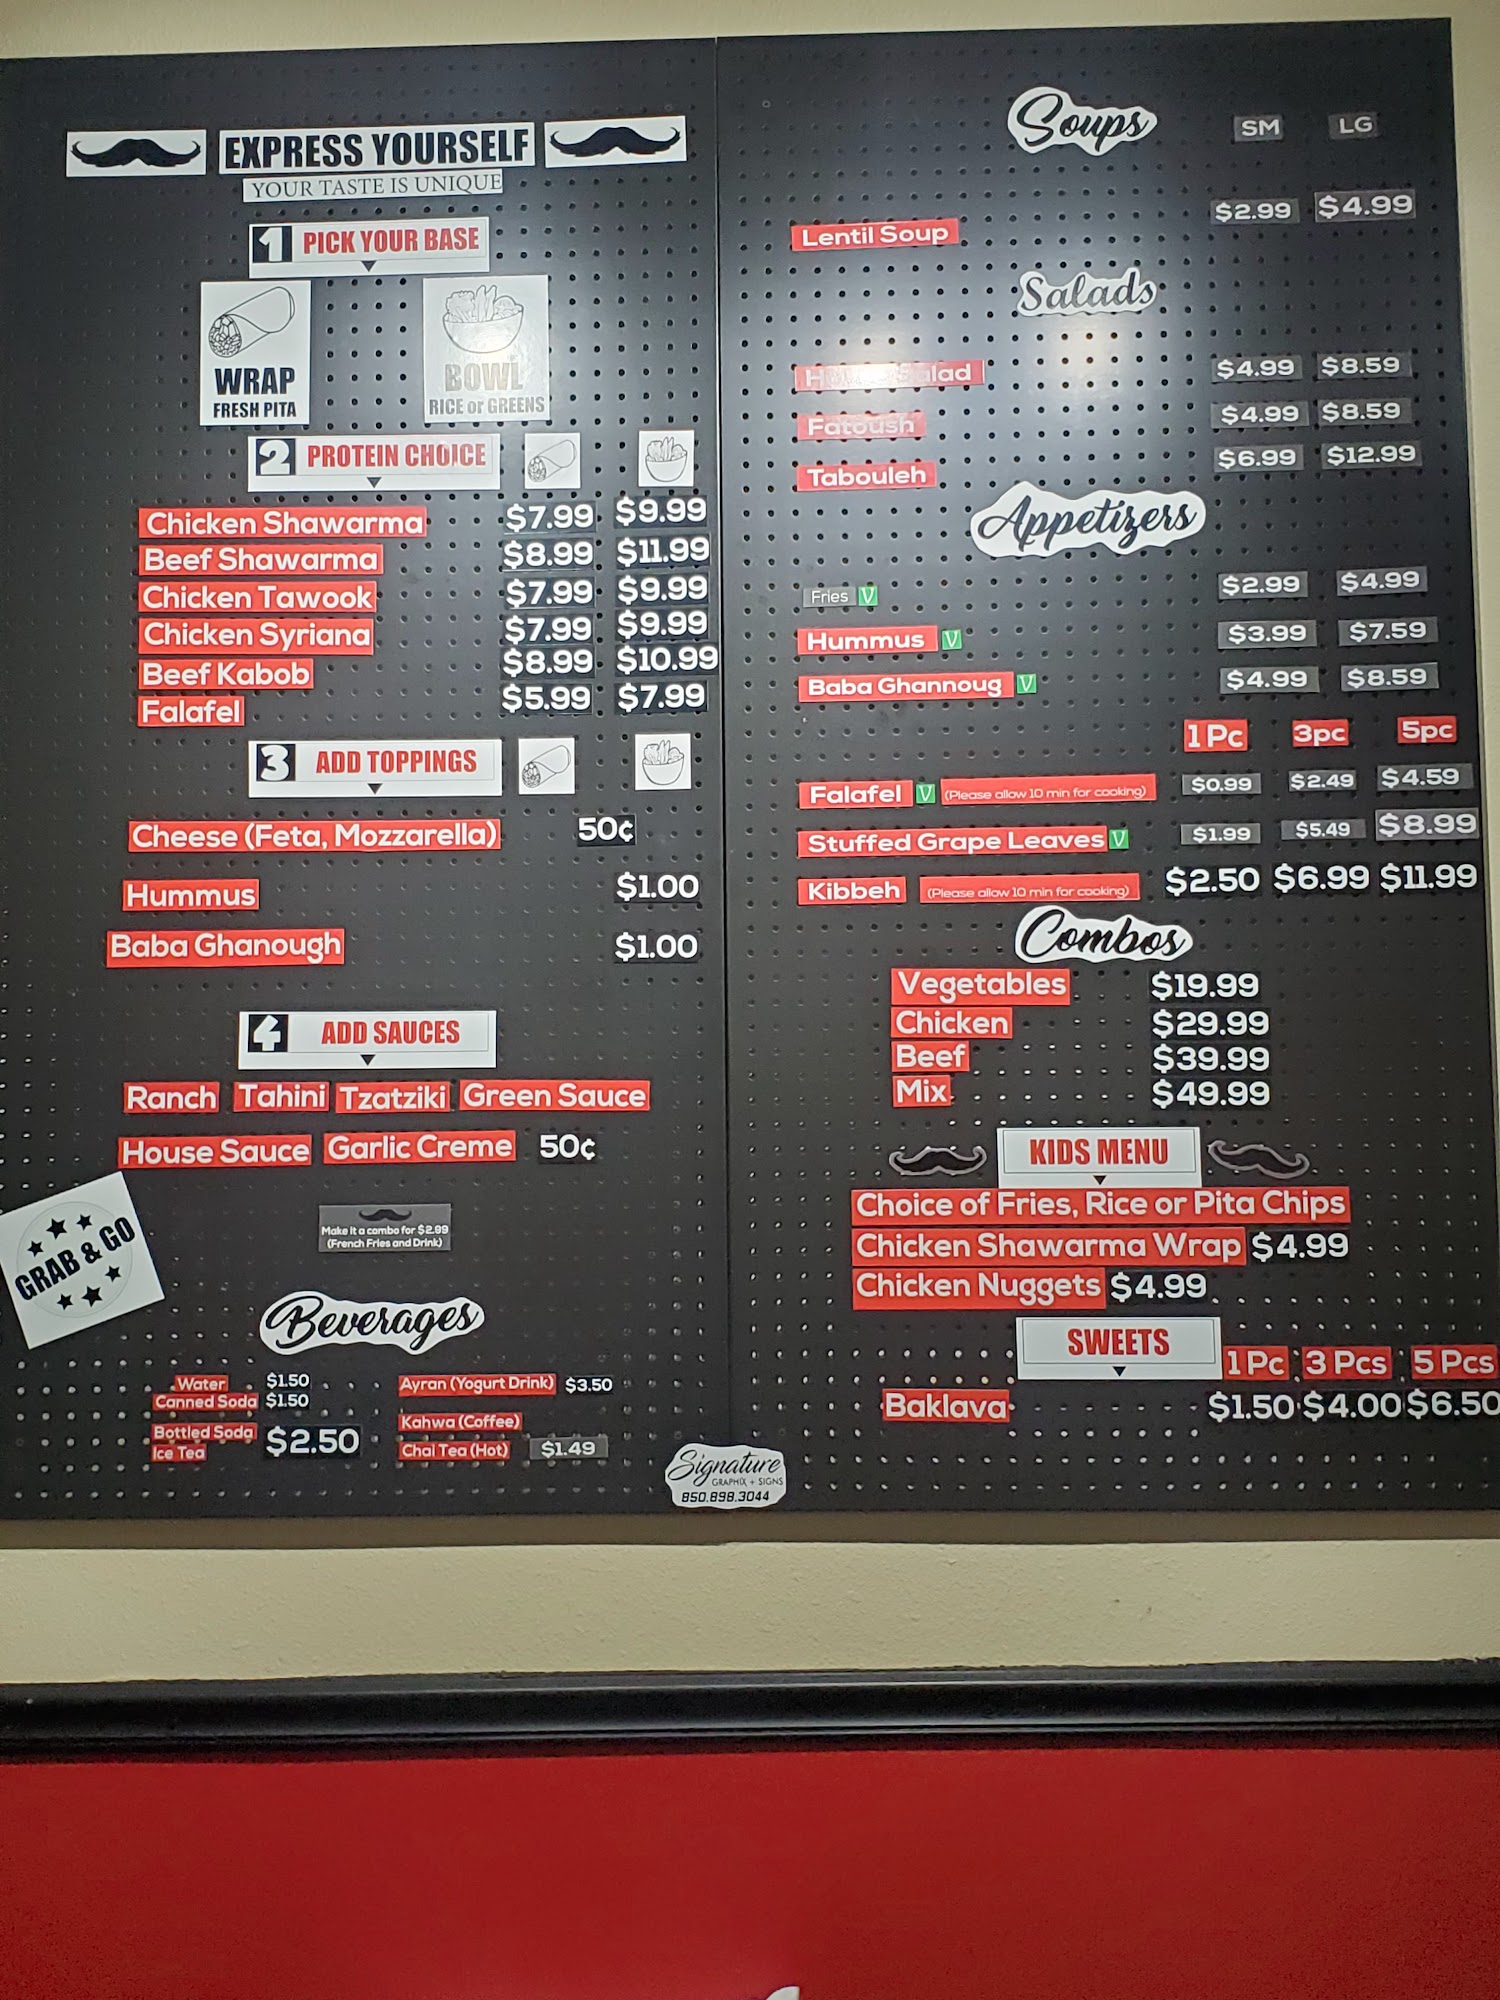 EXPRESS YOURSELF
YOUR TASTE IS UNIQUE
1 PICK YOUR BASE
WRAP
FRESH PITA
BOWL
RICE or GREENS
2 PROTEIN CHOICE
Chicken Shawarma $7.99 $9.99
Beef Shawarma $8.99 $11.99
Chicken Tawook $7.99 $9.99
Chicken Syriana $7.99 $9.99
Beef Kabob $8.99 $10.99
Falafel $5.99 $7.99
3 ADD TOPPINGS
Cheese (Feta, Mozzarella) 50¢
Hummus $1.00
Baba Ghanough $1.00
4 ADD SAUCES
Ranch Tahini Tzatziki Green Sauce
House Sauce Garlic Creme 50¢
Make it a combo for $2.99
(French Fries and Drink)
GRAB & GO
Beverages
Water $1.50
Canned Soda $1.50
Bottled Soda
Ice Tea $2.50
Ayran (Yogurt Drink) $3.50
Kahwa (Coffee)
Chai Tea (Hot) $1.49
Signature
GRAPHIX + SIGNS
850.898.3044
Soups SM LG
Lentil Soup $2.99 $4.99
Salads
Salad $4.99 $8.59
Fatoush $4.99 $8.59
Tabouleh $6.99 $12.99
Appetizers
Fries V $2.99 $4.99
Hummus V $3.99 $7.59
Baba Ghannoug V $4.99 $8.59
1 Pc 3pc 5pc
Falafel V (Please allow 10 min for cooking) $0.99 $2.49 $4.59
Stuffed Grape Leaves V $1.99 $5.49 $8.99
Kibbeh (Please allow 10 min for cooking) $2.50 $6.99 $11.99
Combos
Vegetables $19.99
Chicken $29.99
Beef $39.99
Mix $49.99
KIDS MENU
Choice of Fries, Rice or Pita Chips
Chicken Shawarma Wrap $4.99
Chicken Nuggets $4.99
SWEETS 1 Pc 3 Pcs 5 Pcs
Baklava $1.50 $4.00 $6.50